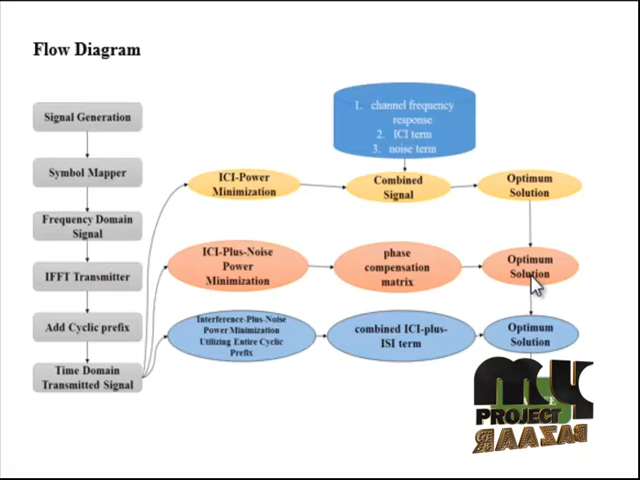 Flow Diagram
Signal Generation
Symbol Mapper
Frequency Domain
Signal
IFFT Transmitter
Add Cyclic prefix
Time Domain
Transmitted Signal
1. channel frequency
response
2. ICI term
3. noise term
ICI-Power
Minimization
Combined
Signal
Optimum
Solution
ICI-Plus-Noise
Power
Minimization
phase
compensation
matrix
Optimum
Solution
Interference-Plus-Noise
Power Minimization
Utilizing Entire Cyclic
Prefix
combined ICI-plus-
ISI term
Optimum
Solution
MY
PROJECT
BAZAAR